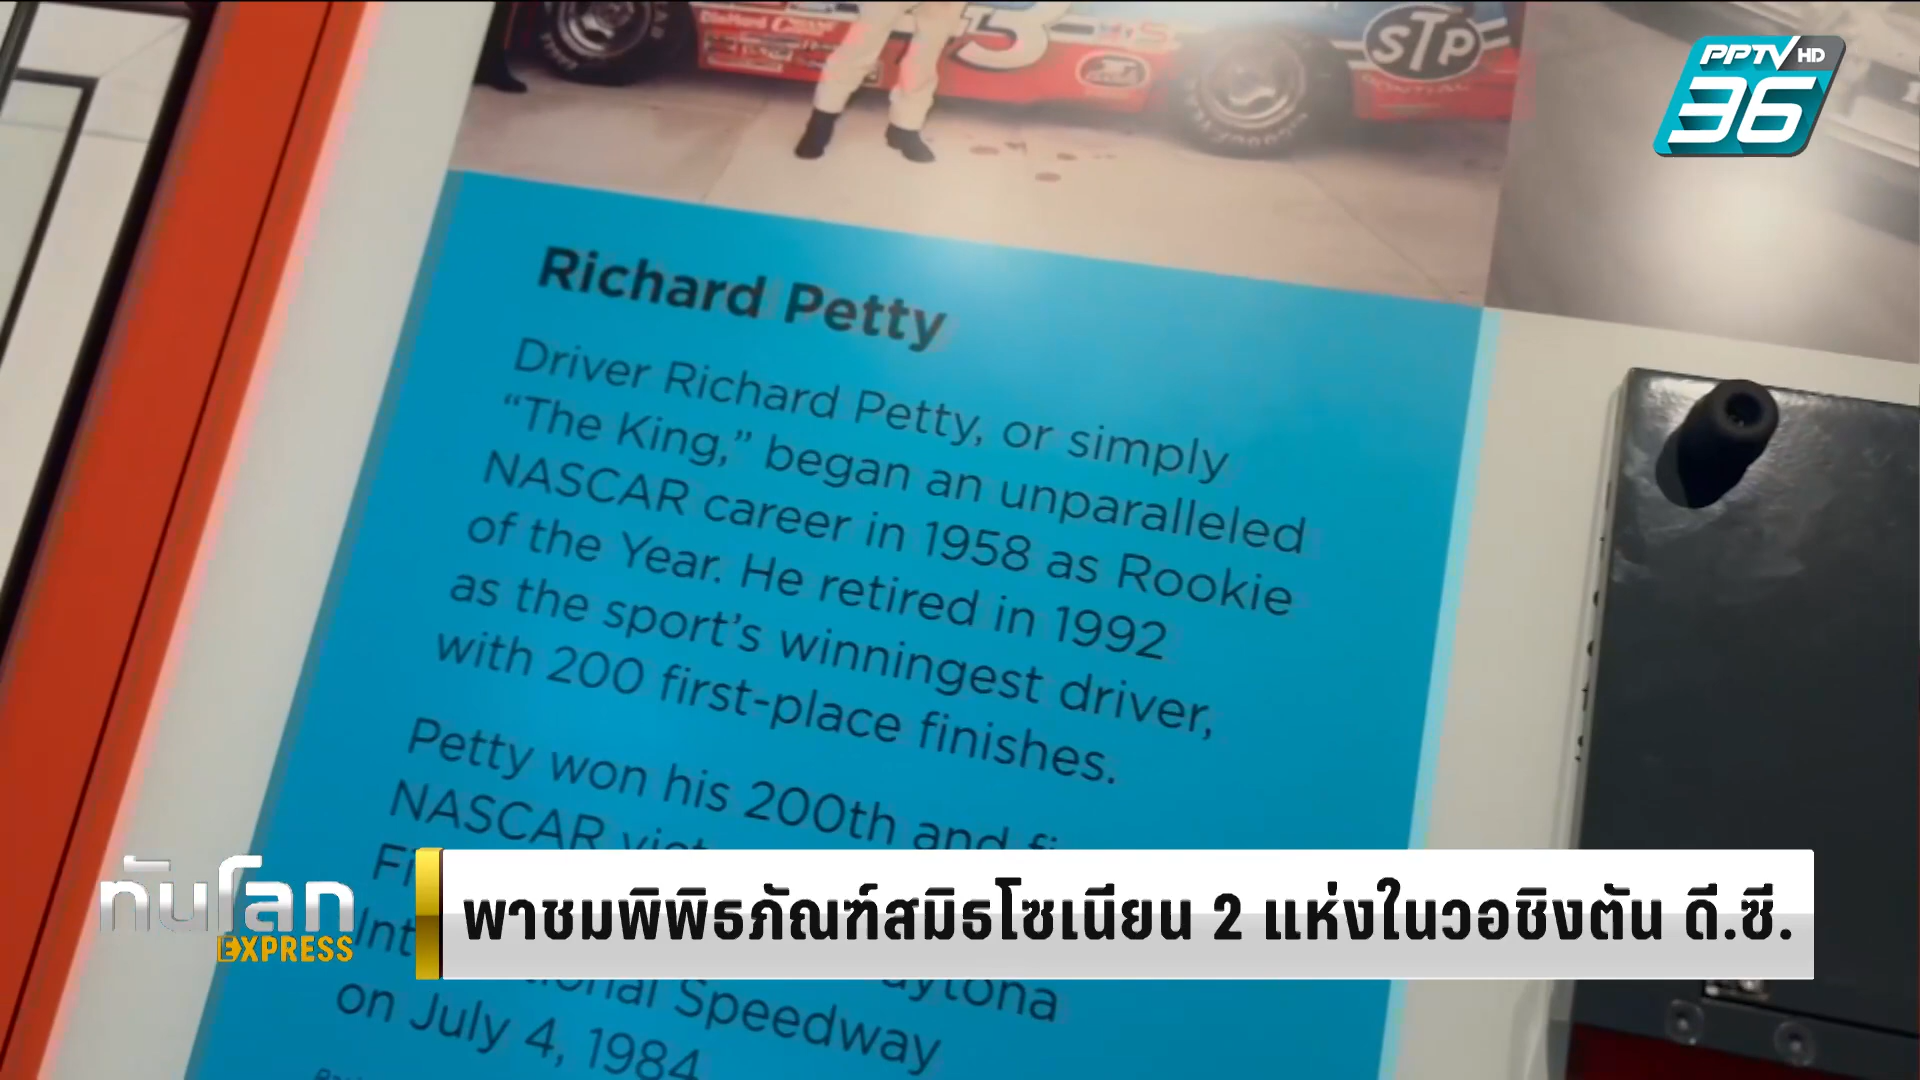 STP
PONTIAC
PPTV HD
36
Richard Petty
Driver Richard Petty, or simply
“The King,” began an unparalleled
NASCAR career in 1958 as Rookie
of the Year. He retired in 1992
as the sport’s winningest driver,
with 200 first-place finishes.
Petty won his 200th and
NASCAR
Speedway
on July 4, 1984
ทันโลก
EXPRESS
พาชมพิพิธภัณฑ์สมิธโซเนียน 2 แห่งในวอชิงตัน ดี.ซี.